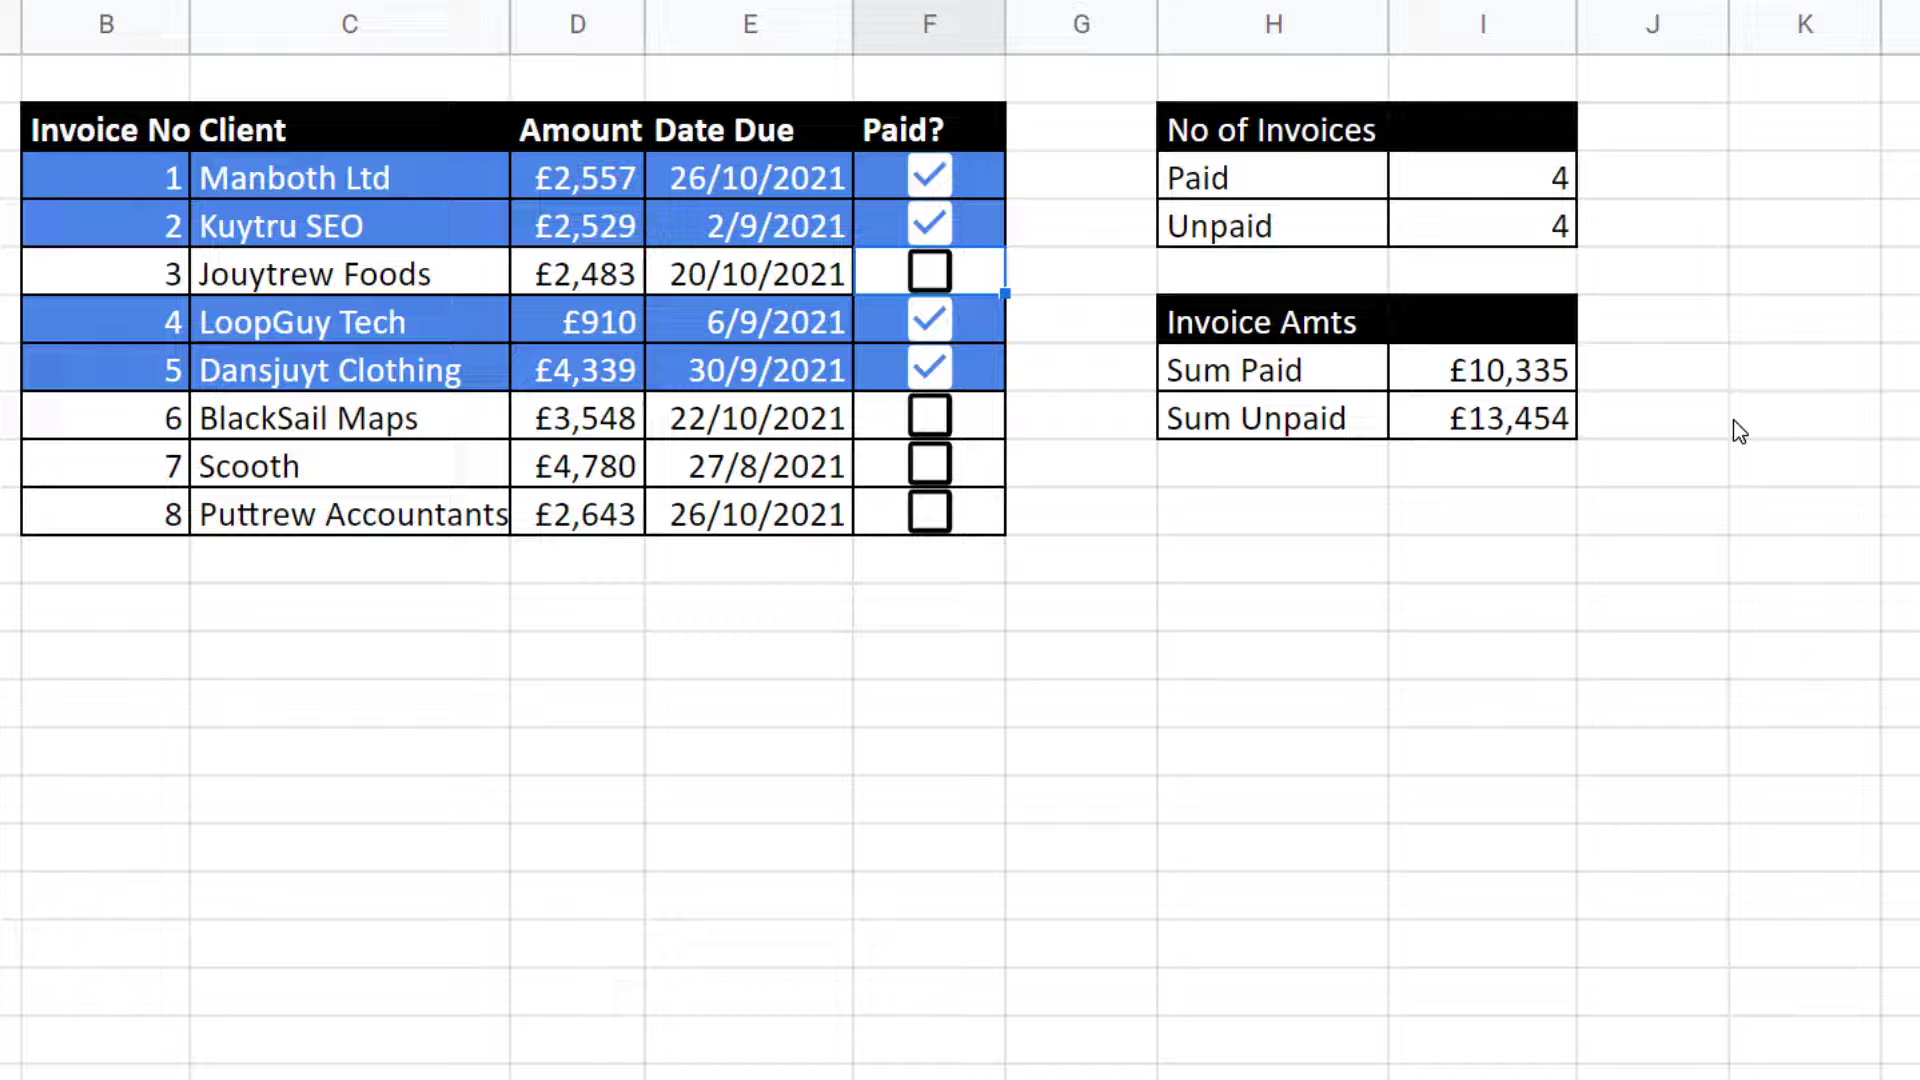 B C D E F G H I J K
Invoice No Client Amount Date Due Paid? No of Invoices
1 Manboth Ltd £2,557 26/10/2021 Paid 4
2 Kuytru SEO £2,529 2/9/2021 Unpaid 4
3 Jouytrew Foods £2,483 20/10/2021
4 LoopGuy Tech £910 6/9/2021 Invoice Amts
5 Dansjuyt Clothing £4,339 30/9/2021 Sum Paid £10,335
6 BlackSail Maps £3,548 22/10/2021 Sum Unpaid £13,454
7 Scooth £4,780 27/8/2021
8 Puttrew Accountants £2,643 26/10/2021